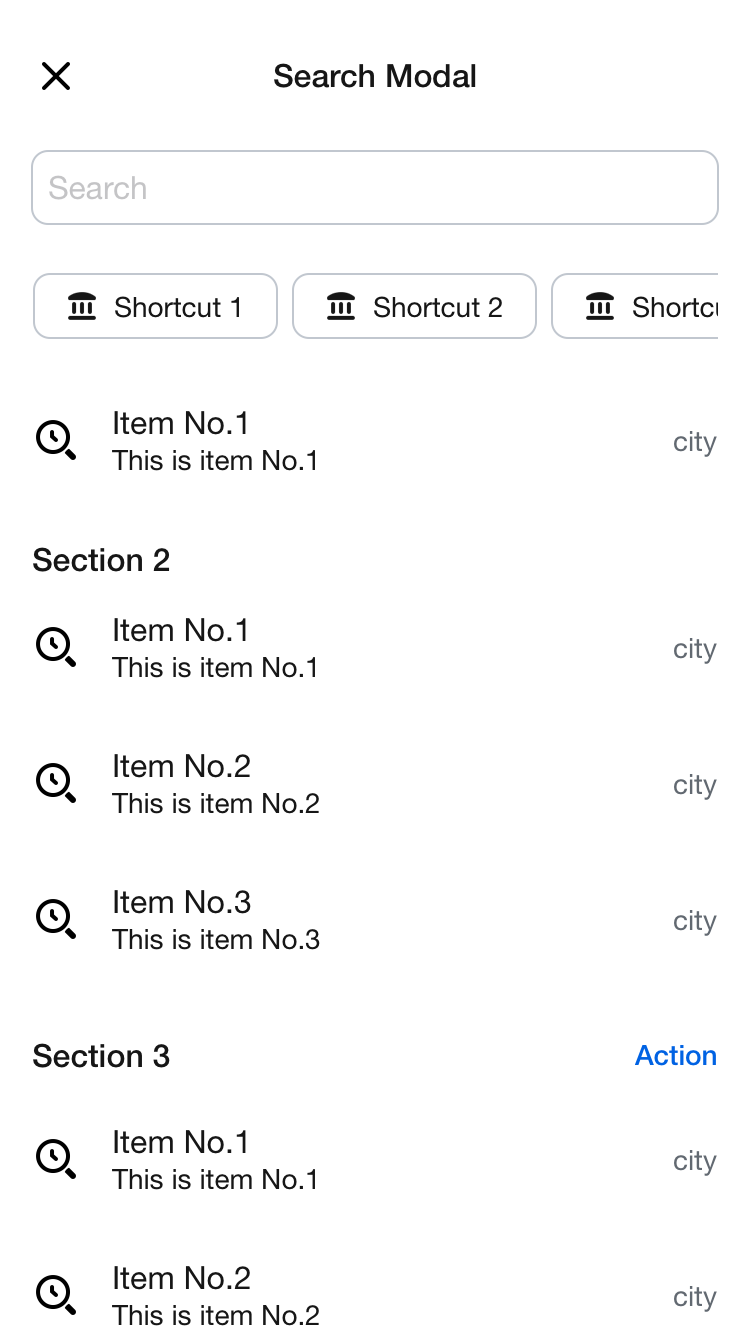 Search Modal
Search
Shortcut 1 Shortcut 2 Shortcu
Item No.1
This is item No.1
city
Section 2
Item No.1
This is item No.1
city
Item No.2
This is item No.2
city
Item No.3
This is item No.3
city
Section 3 Action
Item No.1
This is item No.1
city
Item No.2
This is item No.2
city